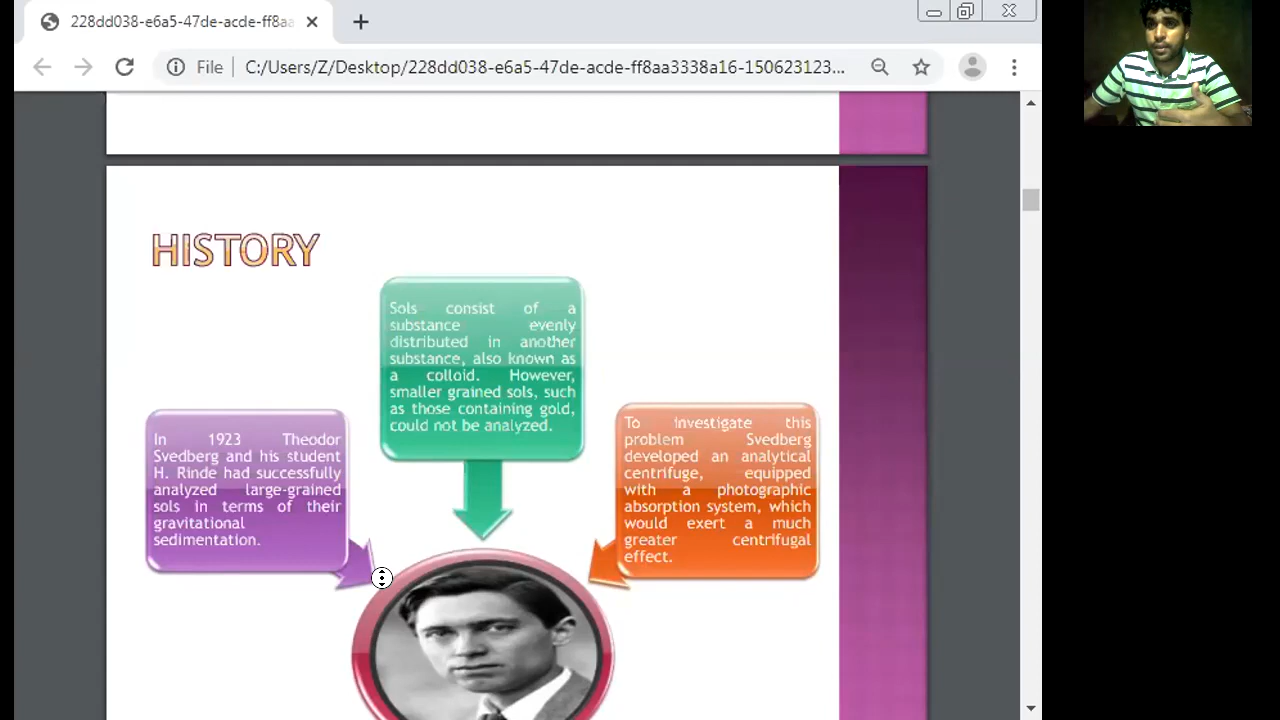 228dd038-e6a5-47de-acde-ff8aa
File
C:/Users/Z/Desktop/228dd038-e6a5-47de-acde-ff8aa3338a16-150623123...
HISTORY
Sols consist of a
substance evenly
distributed in another
substance, also known as
a colloid. However,
smaller grained sols, such
as those containing gold,
could not be analyzed.
In 1923 Theodor
Svedberg and his student
H. Rinde had successfully
analyzed large-grained
sols in terms of their
gravitational
sedimentation.
To investigate this
problem Svedberg
developed an analytical
centrifuge, equipped
with a photographic
absorption system, which
would exert a much
greater centrifugal
effect.